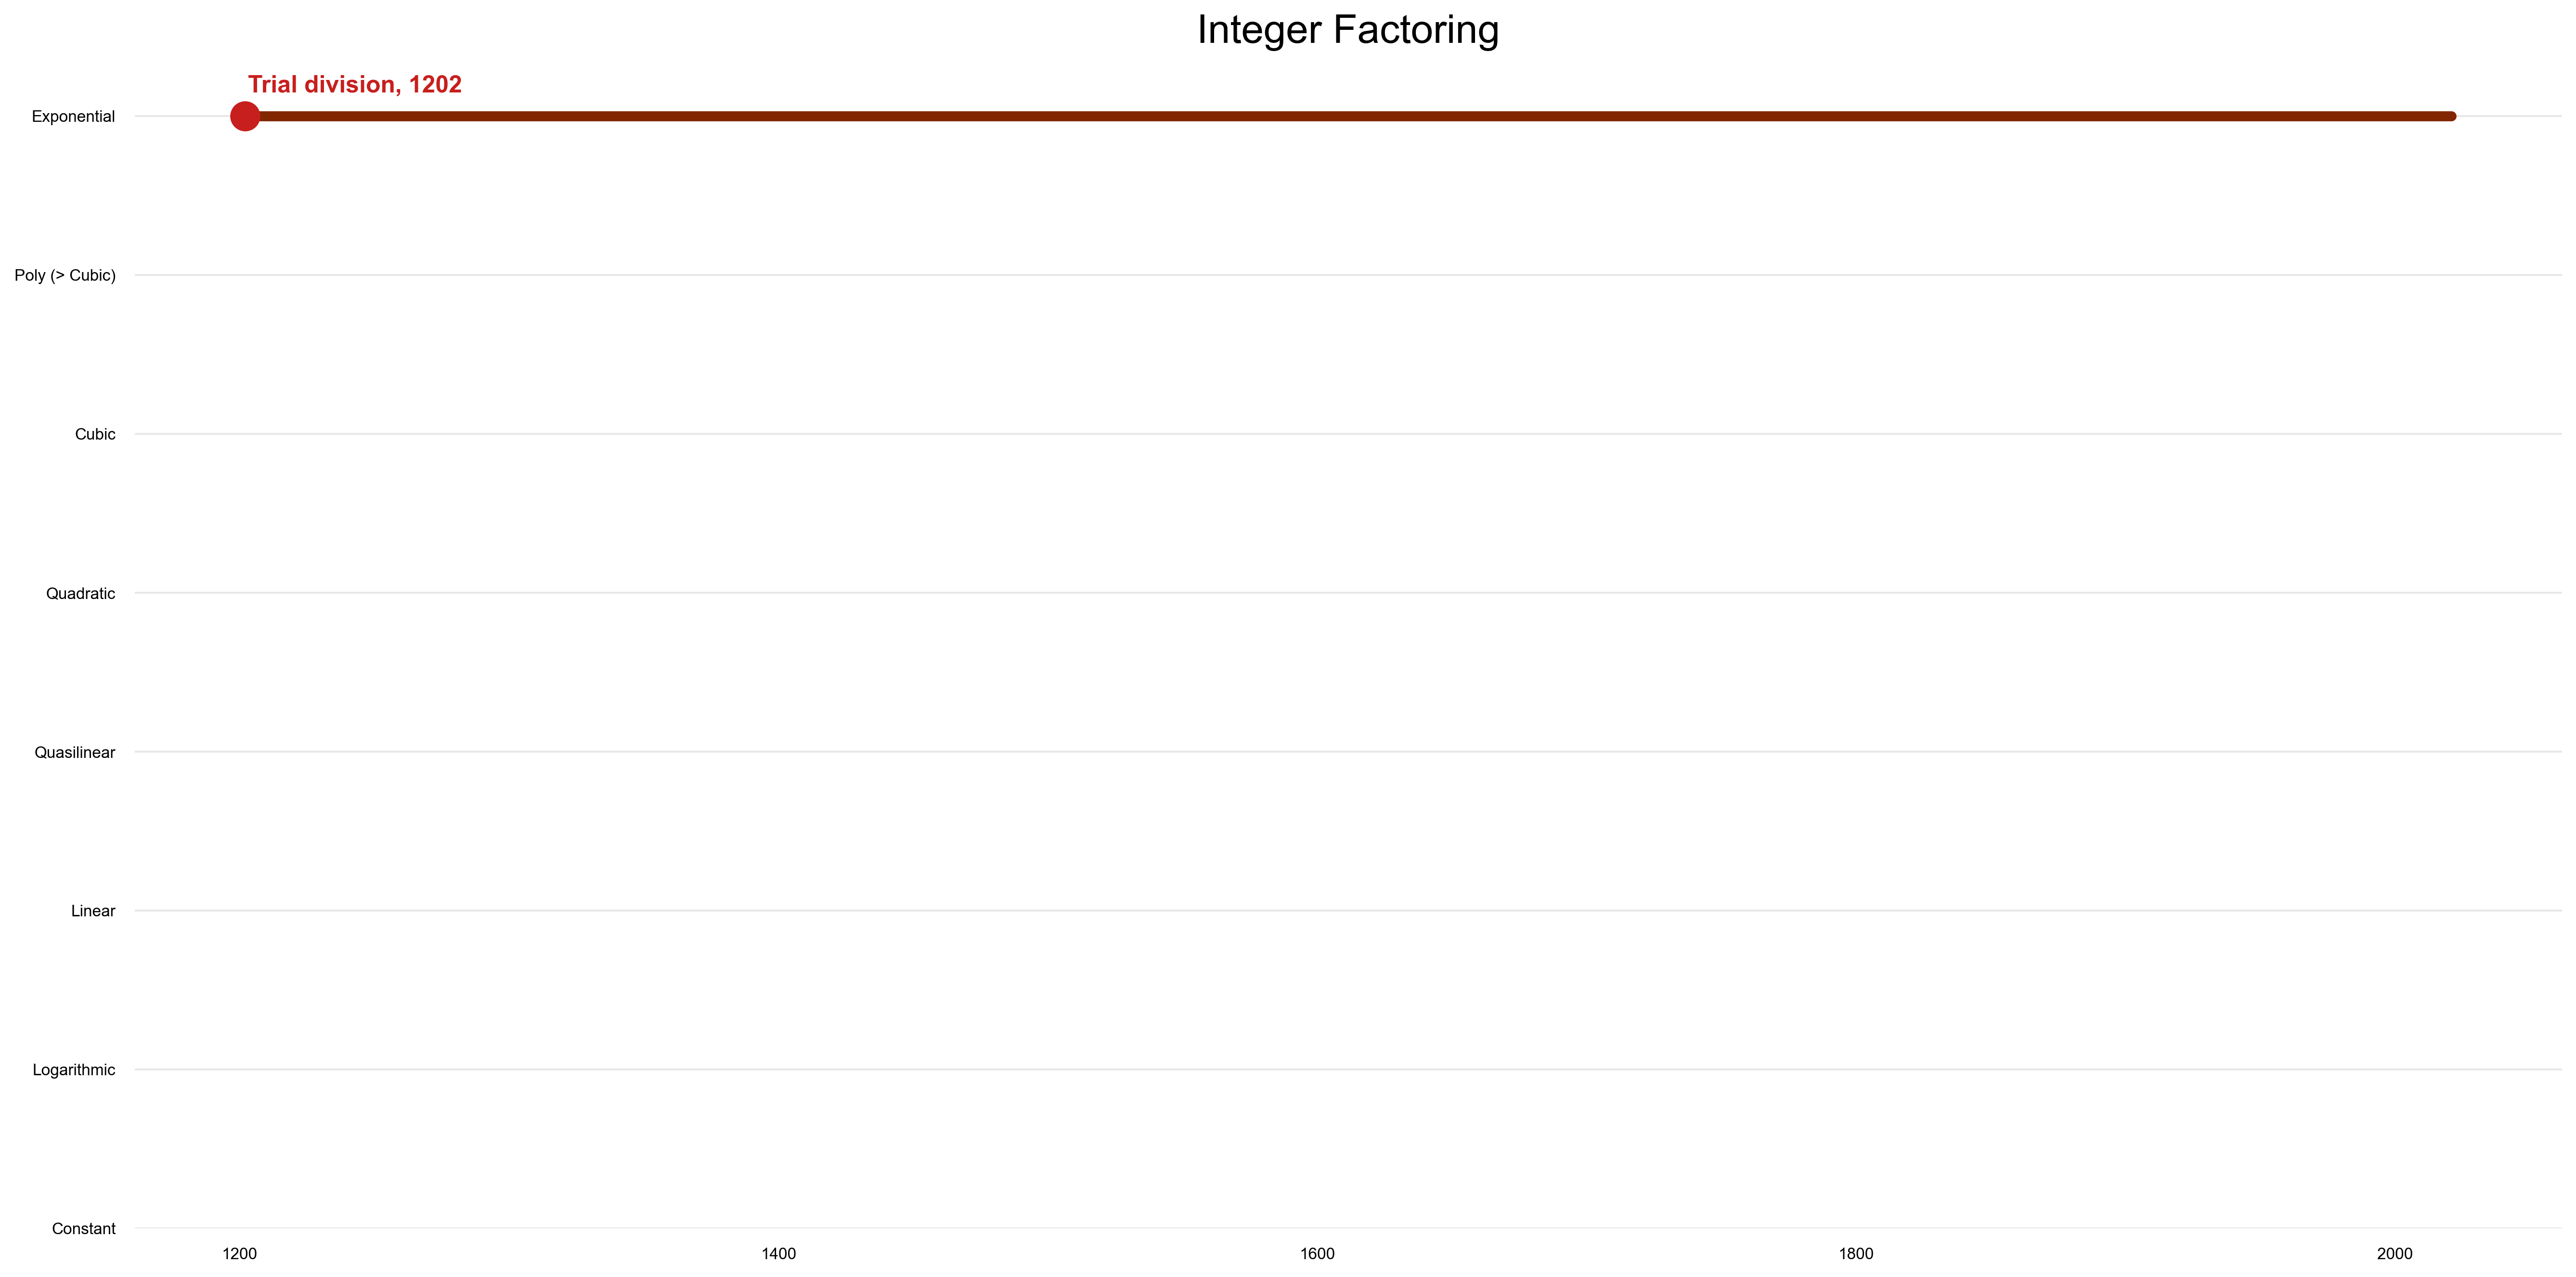 Integer Factoring
Trial division, 1202
Exponential
Poly (> Cubic)
Cubic
Quadratic
Quasilinear
Linear
Logarithmic
Constant
1200 1400 1600 1800 2000